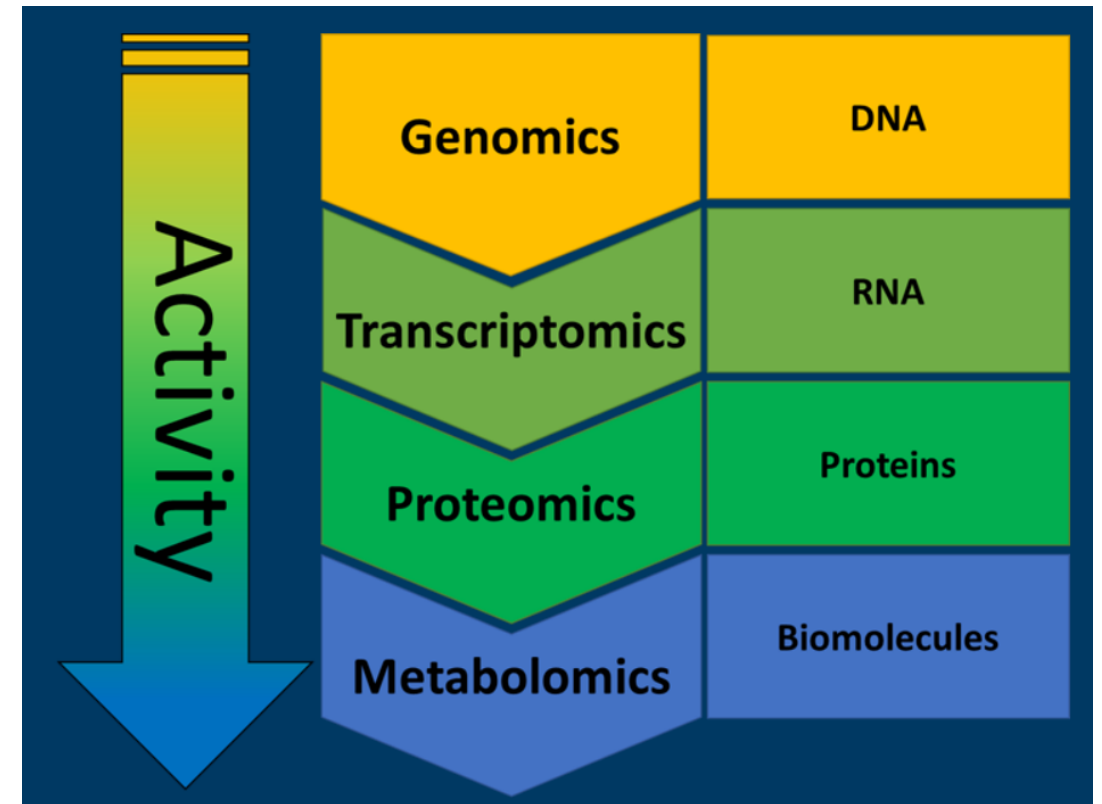 Activity
Genomics
DNA
Transcriptomics
RNA
Proteomics
Proteins
Metabolomics
Biomolecules